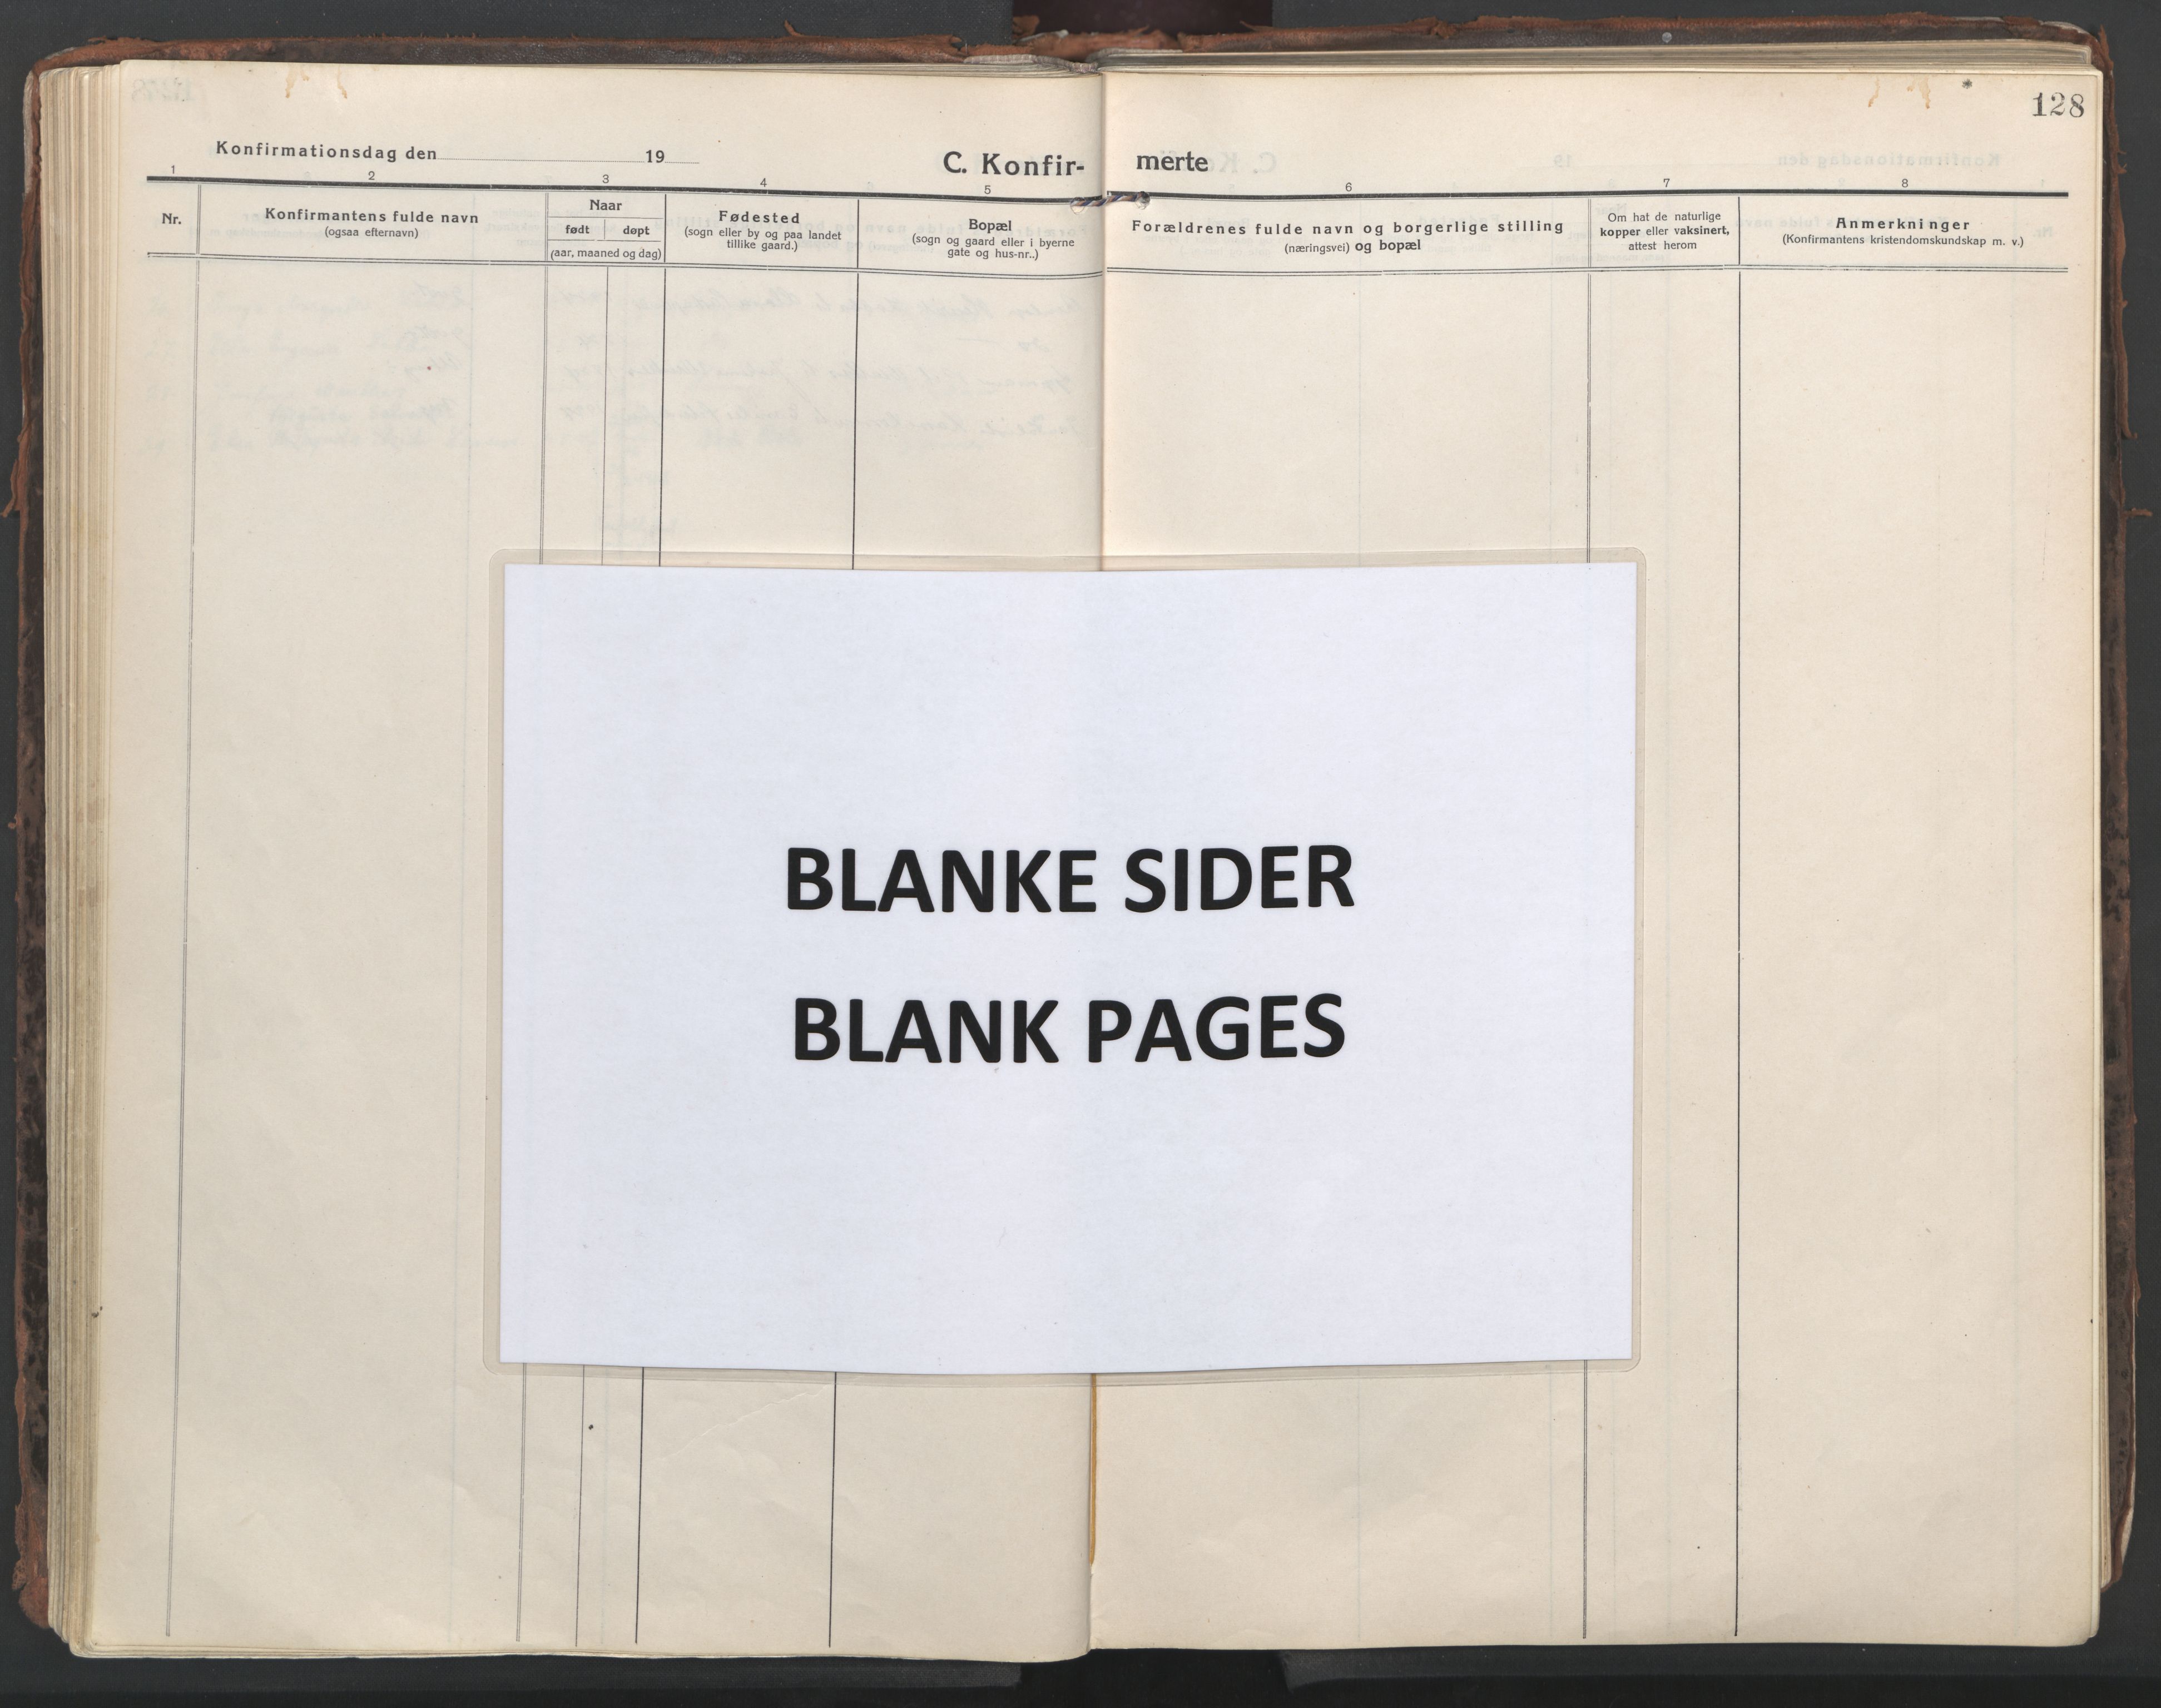 128
Konfirmationsdag den 19
C. Konfir- merte
1 2 3 4 5 6 7 8
Nr.
Konfirmantens fulde navn
(ogsaa efternavn)
Naar
født døpt
(aar, maaned og dag)
Fødested
(sogn eller by og paa landet
tillike gaard.)
Bopæl
(sogn og gaard eller i byerne
gate og hus-nr..)
Forældrenes fulde navn og borgerlige stilling
(næringsvei) og bopæl
Om hat de naturlige
kopper eller vaksinert,
attest herom
Anmerkninger
(Konfirmantens kristendomskundskap m. v.)
BLANKE SIDER
BLANK PAGES